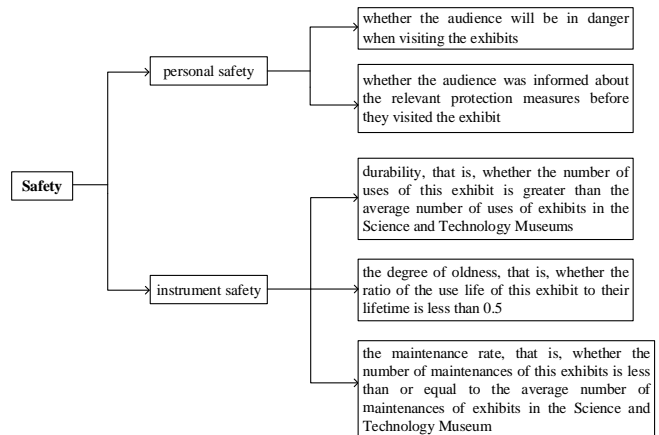 whether the audience will be in danger
when visiting the exhibits
personal safety
whether the audience was informed about
the relevant protection measures before
they visited the exhibit
Safety
durability, that is, whether the number of
uses of this exhibit is greater than the
average number of uses of exhibits in the
Science and Technology Museums
instrument safety
the degree of oldness, that is, whether the
ratio of the use life of this exhibit to their
lifetime is less than 0.5
the maintenance rate, that is, whether the
number of maintenances of this exhibits is less
than or equal to the average number of
maintenances of exhibits in the Science and
Technology Museum